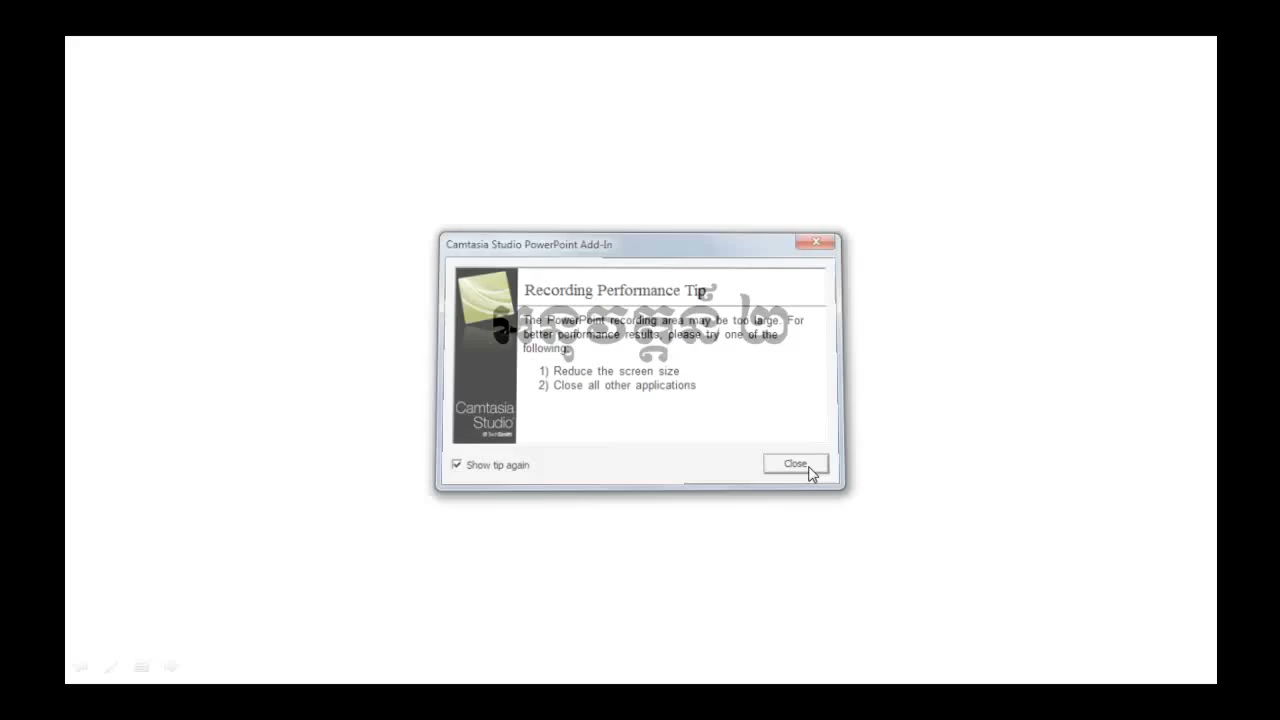 Camtasia Studio PowerPoint Add-In
Recording Performance Tip
The PowerPoint recording area may be too large. For
better performance results, please try one of the
following:
1) Reduce the screen size
2) Close all other applications
Camtasia
Studio
TechSmith
Show tip again
Close
២